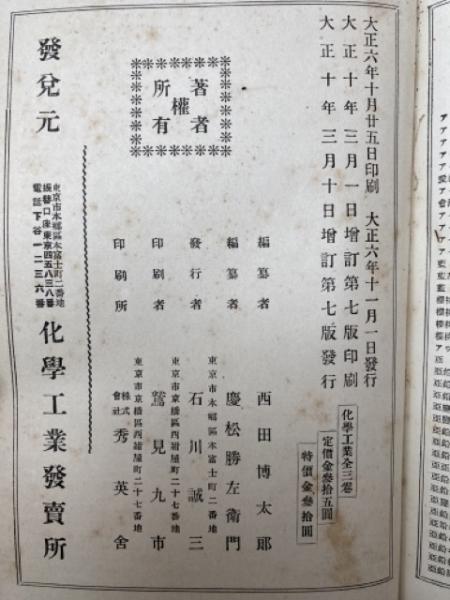 大正六年十月廿五日印刷　大正六年十一月一日發行
大正十年三月一日增訂第七版印刷
大正十年三月十日增訂第七版發行
化學工業全三卷
定價金參拾五圓
特價金參拾圓
著者
權
所有
編纂者　西田博太郎
編纂者　慶松勝左衛門
東京市本鄉區本富士町二番地
發行者　石川誠三
東京市京橋區西紺屋町二十七番地
印刷者　鷲見九市
東京市京橋區西紺屋町二十七番地
印刷所　株式會社　秀英舍
發兌元
東京市本鄉區本富士町二番地
振替口座東京四五八三八番
電話下谷一二三六番
化學工業發賣所